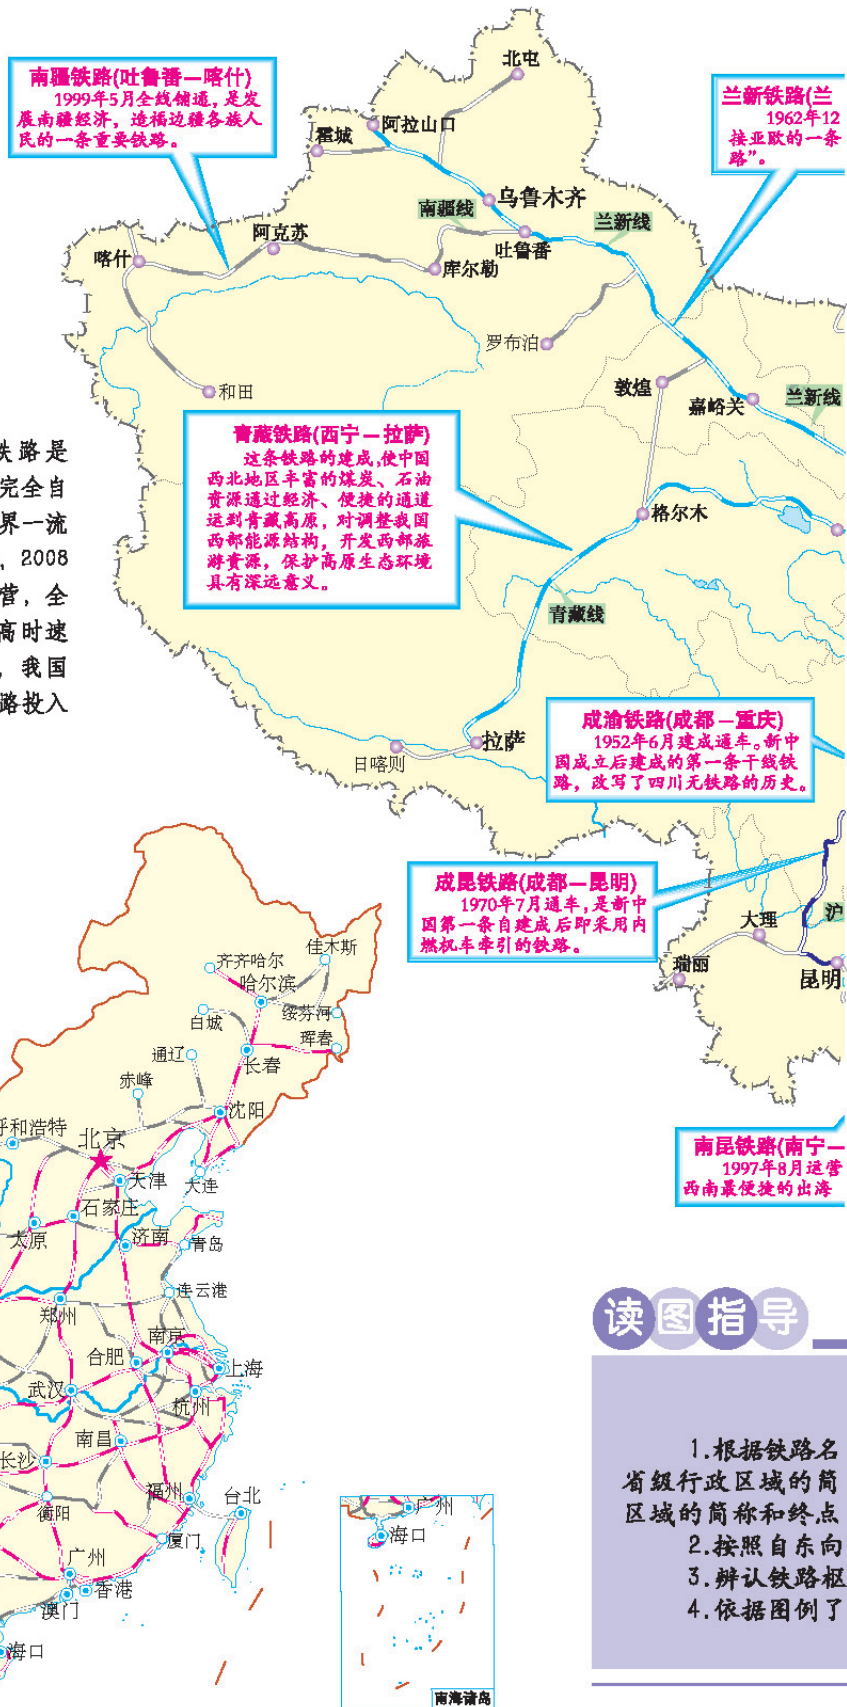 北屯
南疆铁路(吐鲁番—喀什)
1999年5月全线铺通，是发
展南疆经济，造福边疆各族人
民的一条重要铁路。
兰新铁路(兰
1962年12
接亚欧的一条
路”。
阿拉山口
霍城
乌鲁木齐
南疆线
兰新线
阿克苏
吐鲁番
喀什
库尔勒
罗布泊
敦煌
和田
嘉峪关
兰新线
铁路是
完全自
界一流
，2008
营，全
高时速
，我国
路投入
青藏铁路(西宁—拉萨)
这条铁路的建成,使中国
西北地区丰富的煤炭、石油
资源通过经济、便捷的通道
运到青藏高原，对调整我国
西部能源结构，开发西部旅
游资源，保护高原生态环境
具有深远意义。
格尔木
青藏线
拉萨
日喀则
成渝铁路(成都—重庆)
1952年6月建成通车。新中
国成立后建成的第一条干线铁
路，改写了四川无铁路的历史。
成昆铁路(成都—昆明)
1970年7月通车,是新中
国第一条自建成后即采用内
燃机车牵引的铁路。
大理
沪
瑞丽
昆明
南昆铁路(南宁—
1997年8月运营
西南最便捷的出海
齐齐哈尔
佳木斯
哈尔滨
绥芬河
白城
珲春
通辽
长春
赤峰
沈阳
呼和浩特
北京
天津
大连
石家庄
太原
济南
青岛
连云港
郑州
南京
合肥
上海
武汉
杭州
南昌
长沙
福州
台北
衡阳
厦门
广州
香港
澳门
海口
广州
海口
南海诸岛
读图指导
1.根据铁路名
省级行政区域的简
区域的简称和终点
2.按照自东向
3.辨认铁路枢
4.依据图例了